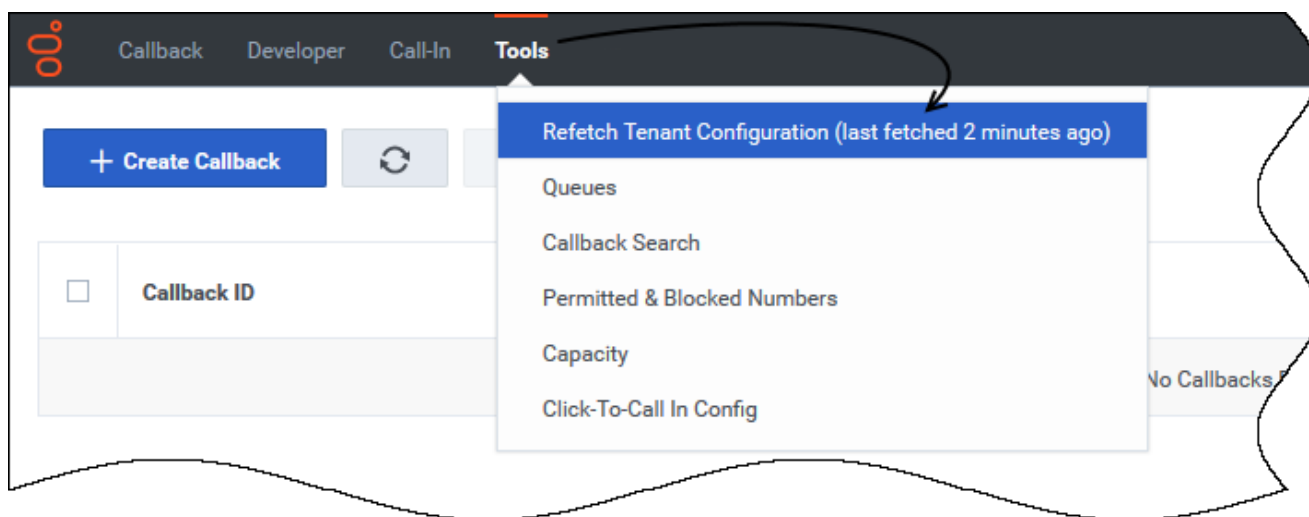 Callback Developer Call-In Tools
Refetch Tenant Configuration (last fetched 2 minutes ago)
+ Create Callback
Queues
Callback Search
Callback ID
Permitted & Blocked Numbers
Capacity
No Callbacks
Click-To-Call In Config